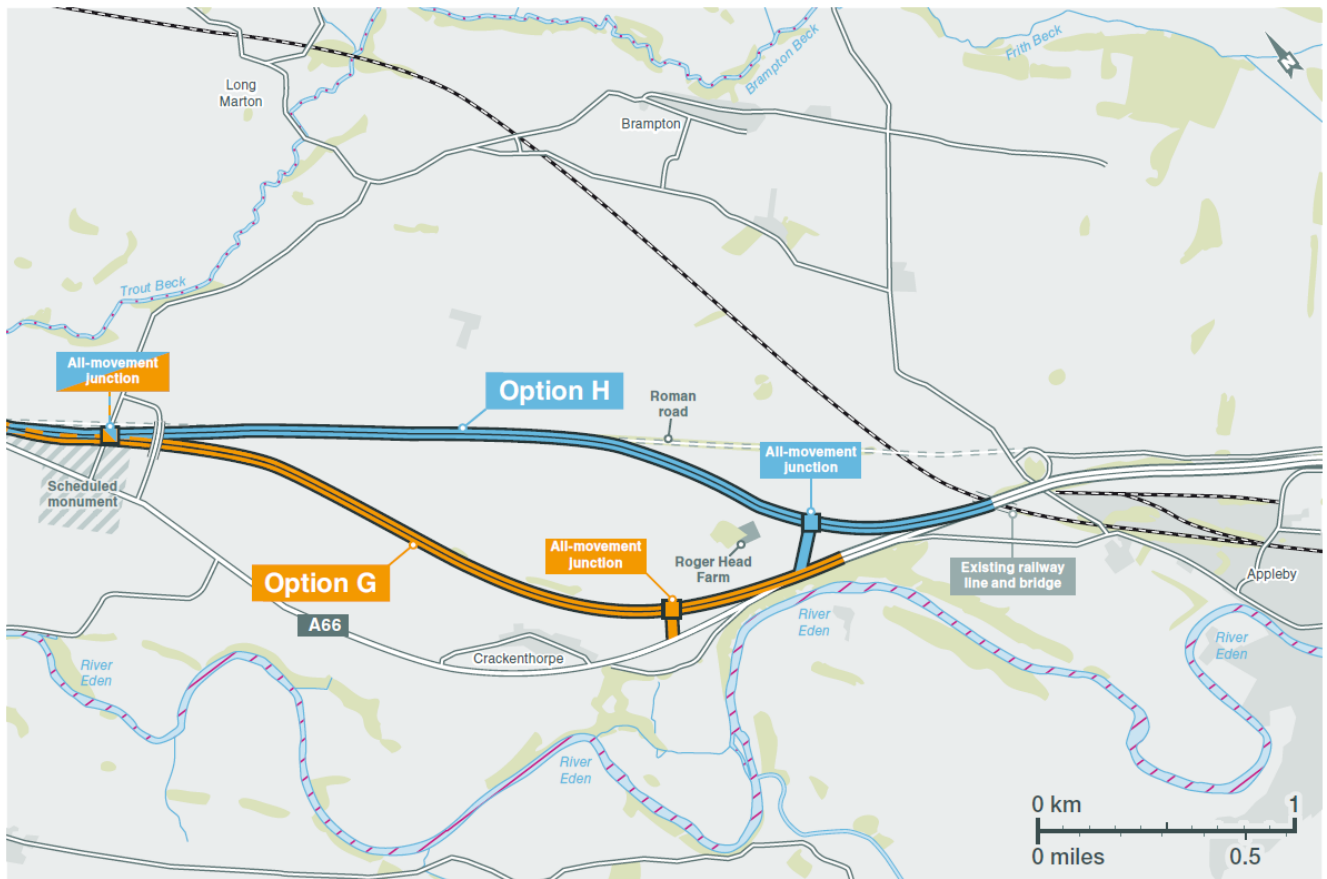 Frith Beck
Brampton Beck
N
Long
Marton
Brampton
Trout Beck
All-movement
junction
Option H
Roman
road
All-movement
junction
Scheduled
monument
All-movement
junction
Roger Head
Farm
Option G
Existing railway
line and bridge
Appleby
A66
River
Eden
River
Eden
Crackenthorpe
River
Eden
River
Eden
0 km
1
0 miles
0.5